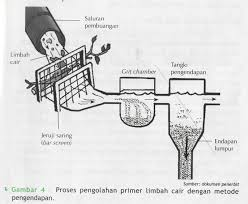 Saluran
pembuangan
Limbah
cair
Grit chamber
Tangki
pengendapan
Jeruji saring
(bar screen)
Endapan
lumpur
Sumber: dokumen penerbit
Gambar 4 Proses pengolahan primer limbah cair dengan metode
pengendapan.